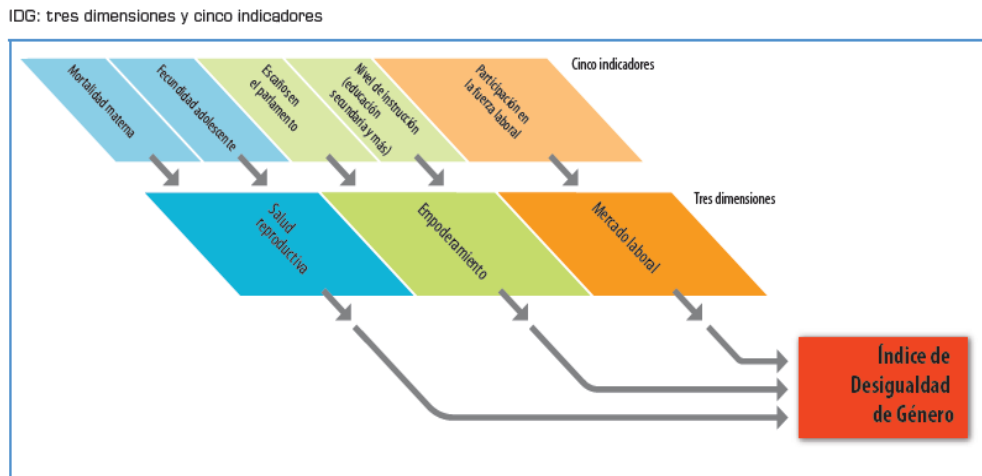 IDG: tres dimensiones y cinco indicadores
Cinco indicadores
Mortalidad materna
Fecundidad adolescente
Escaños en
el parlamento
Nivel de instrucción
(educación
secundaria y más)
Participación en
la fuerza laboral
Tres dimensiones
Salud
reproductiva
Empoderamiento
Mercado laboral
Índice de
Desigualdad
de Género